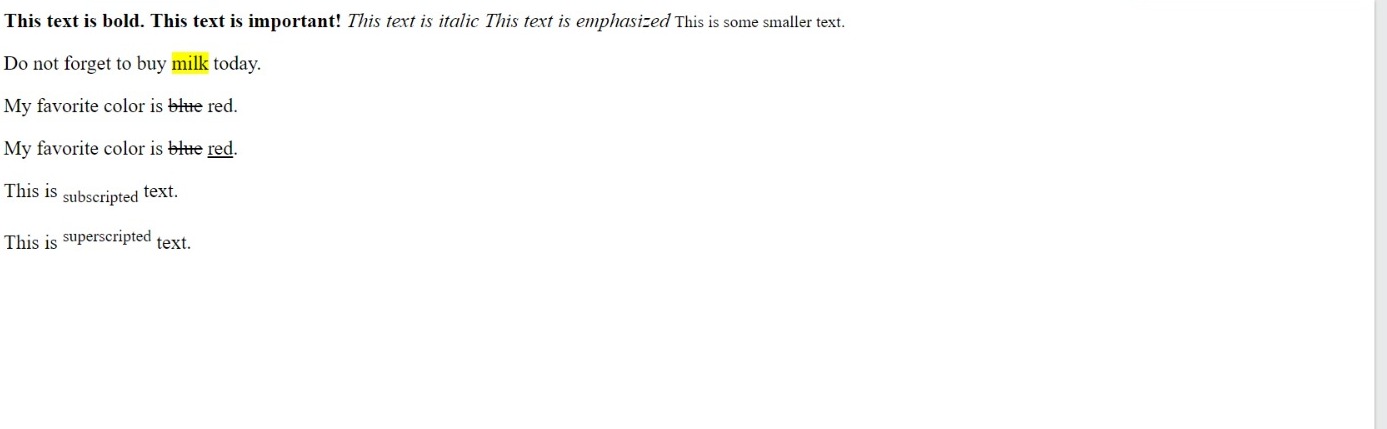 This text is bold. This text is important! This text is italic This text is emphasized This is some smaller text.
Do not forget to buy milk today.
My favorite color is blue red.
My favorite color is blue red.
This is subscripted text.
This is superscripted text.